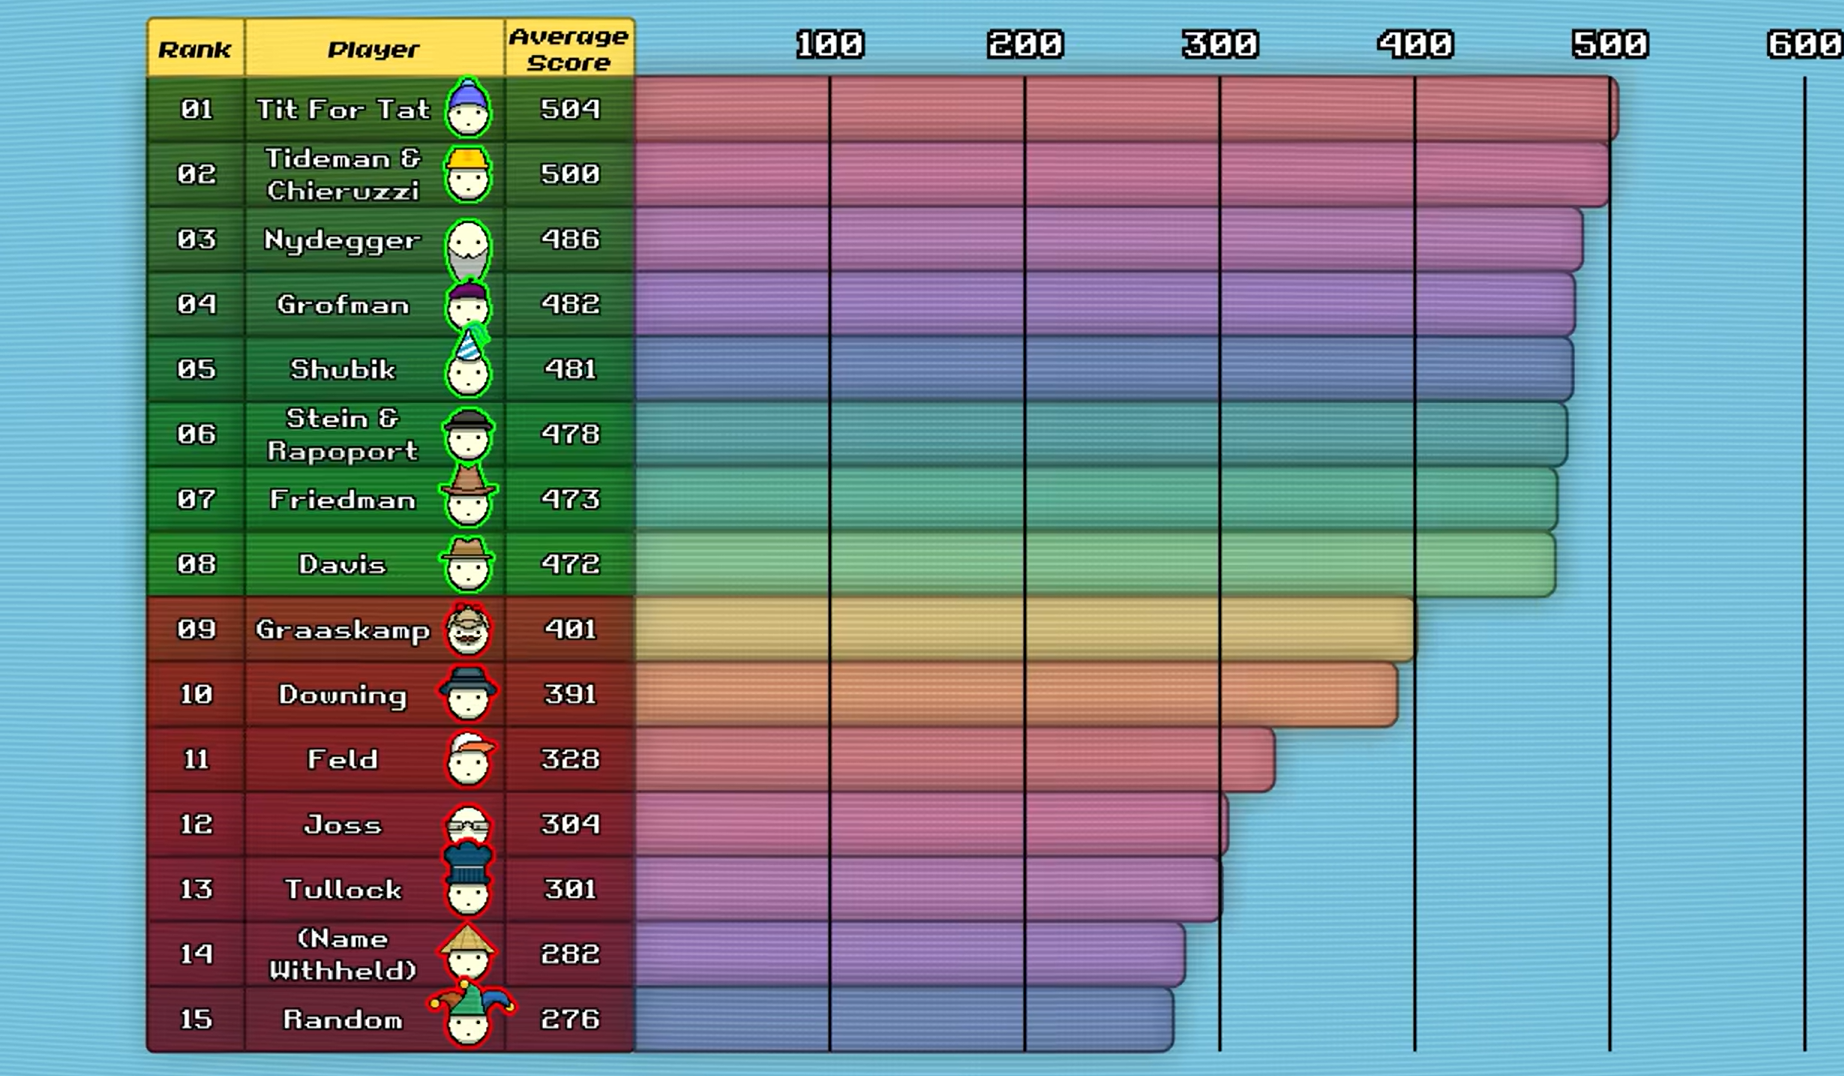 Rank Player Average Score 100 200 300 400 500 600
01 Tit For Tat 504
02 Tideman & Chieruzzi 500
03 Nydegger 486
04 Grofman 482
05 Shubik 481
06 Stein & Rapoport 478
07 Friedman 473
08 Davis 472
09 Graaskamp 401
10 Downing 391
11 Feld 328
12 Joss 304
13 Tullock 301
14 (Name Withheld) 282
15 Random 276